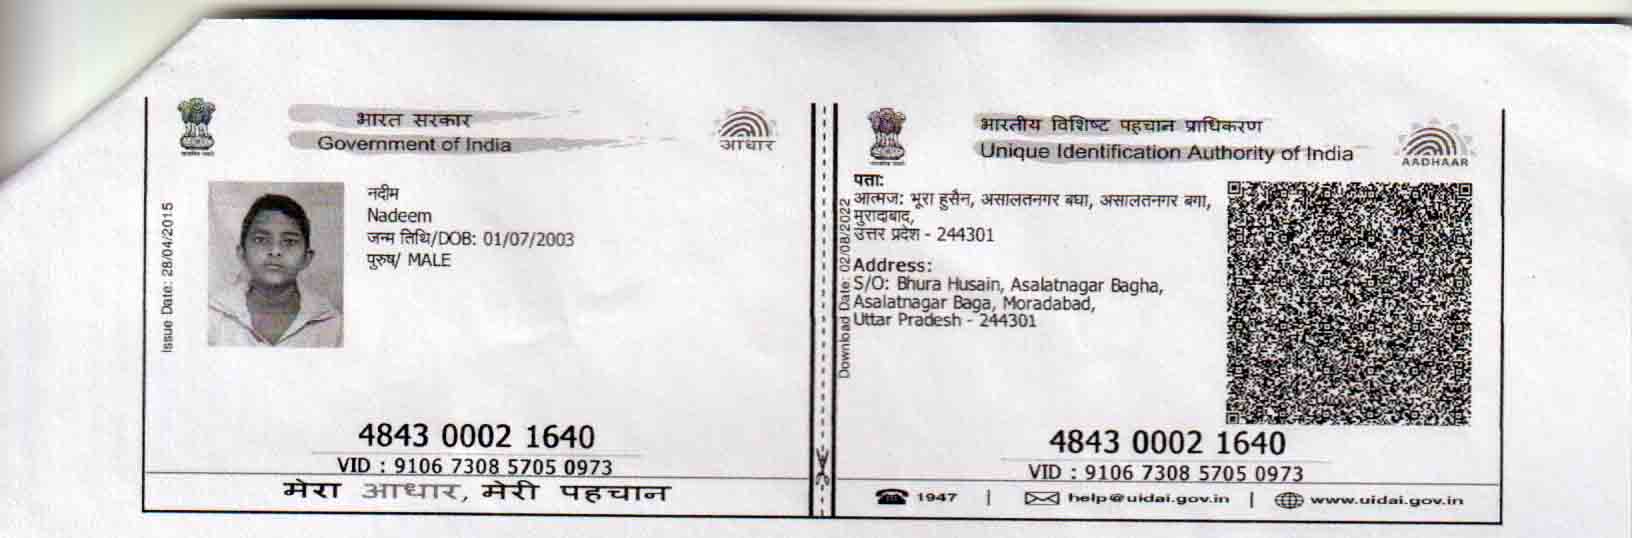 भारत सरकार
Government of India
आधार
Issue Date: 28/04/2015
नदीम
Nadeem
जन्म तिथि/DOB: 01/07/2003
पुरुष/ MALE
4843 0002 1640
VID : 9106 7308 5705 0973
मेरा आधार, मेरी पहचान
भारतीय विशिष्ट पहचान प्राधिकरण
Unique Identification Authority of India
AADHAAR
Download Date: 02/08/2022
पता:
आत्मज: भूरा हुसैन, असालतनगर बघा, असालतनगर बगा,
मुरादाबाद,
उत्तर प्रदेश - 244301
Address:
S/O: Bhura Husain, Asalatnagar Bagha,
Asalatnagar Baga, Moradabad,
Uttar Pradesh - 244301
4843 0002 1640
VID : 9106 7308 5705 0973
1947 | help@uidai.gov.in | www.uidai.gov.in